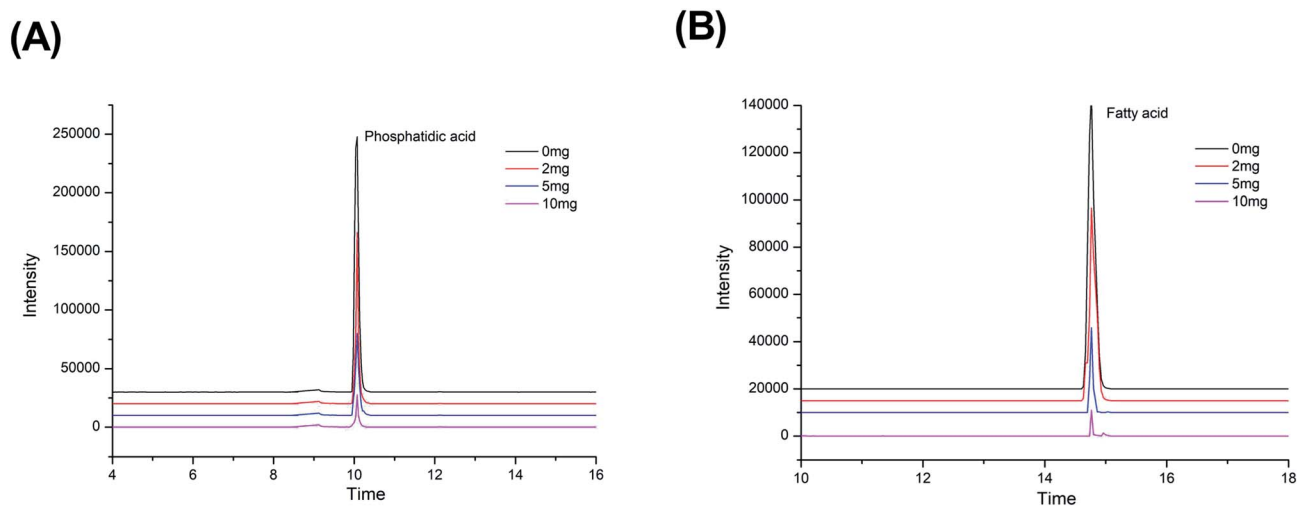 (A)
Intensity
250000
200000
150000
100000
50000
0
Phosphatidic acid
0mg
2mg
5mg
10mg
4 6 8 10 12 14 16
Time
(B)
Intensity
140000
120000
100000
80000
60000
40000
20000
0
Fatty acid
0mg
2mg
5mg
10mg
10 12 14 16 18
Time